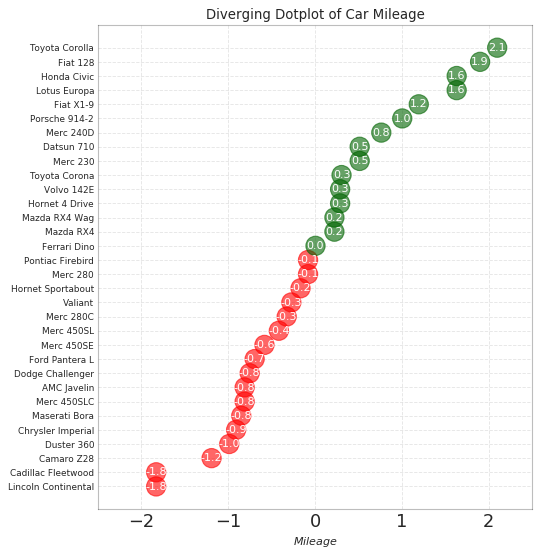 Diverging Dotplot of Car Mileage
Toyota Corolla 2.1
Fiat 128 1.9
Honda Civic 1.6
Lotus Europa 1.6
Fiat X1-9 1.2
Porsche 914-2 1.0
Merc 240D 0.8
Datsun 710 0.5
Merc 230 0.5
Toyota Corona 0.3
Volvo 142E 0.3
Hornet 4 Drive 0.3
Mazda RX4 Wag 0.2
Mazda RX4 0.2
Ferrari Dino 0.0
Pontiac Firebird -0.1
Merc 280 -0.1
Hornet Sportabout -0.2
Valiant -0.3
Merc 280C -0.3
Merc 450SL -0.4
Merc 450SE -0.6
Ford Pantera L -0.7
Dodge Challenger -0.8
AMC Javelin -0.8
Merc 450SLC -0.8
Maserati Bora -0.8
Chrysler Imperial -0.9
Duster 360 -1.0
Camaro Z28 -1.2
Cadillac Fleetwood -1.8
Lincoln Continental -1.8
−2 −1 0 1 2
Mileage